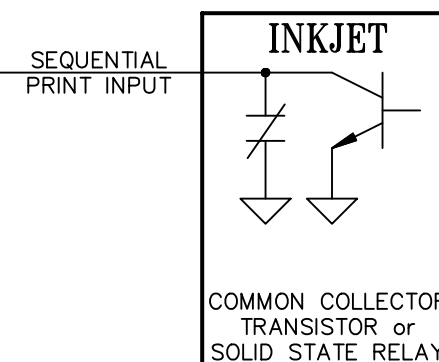 INKJET
SEQUENTIAL
PRINT INPUT
COMMON COLLECTOR
TRANSISTOR or
SOLID STATE RELAY